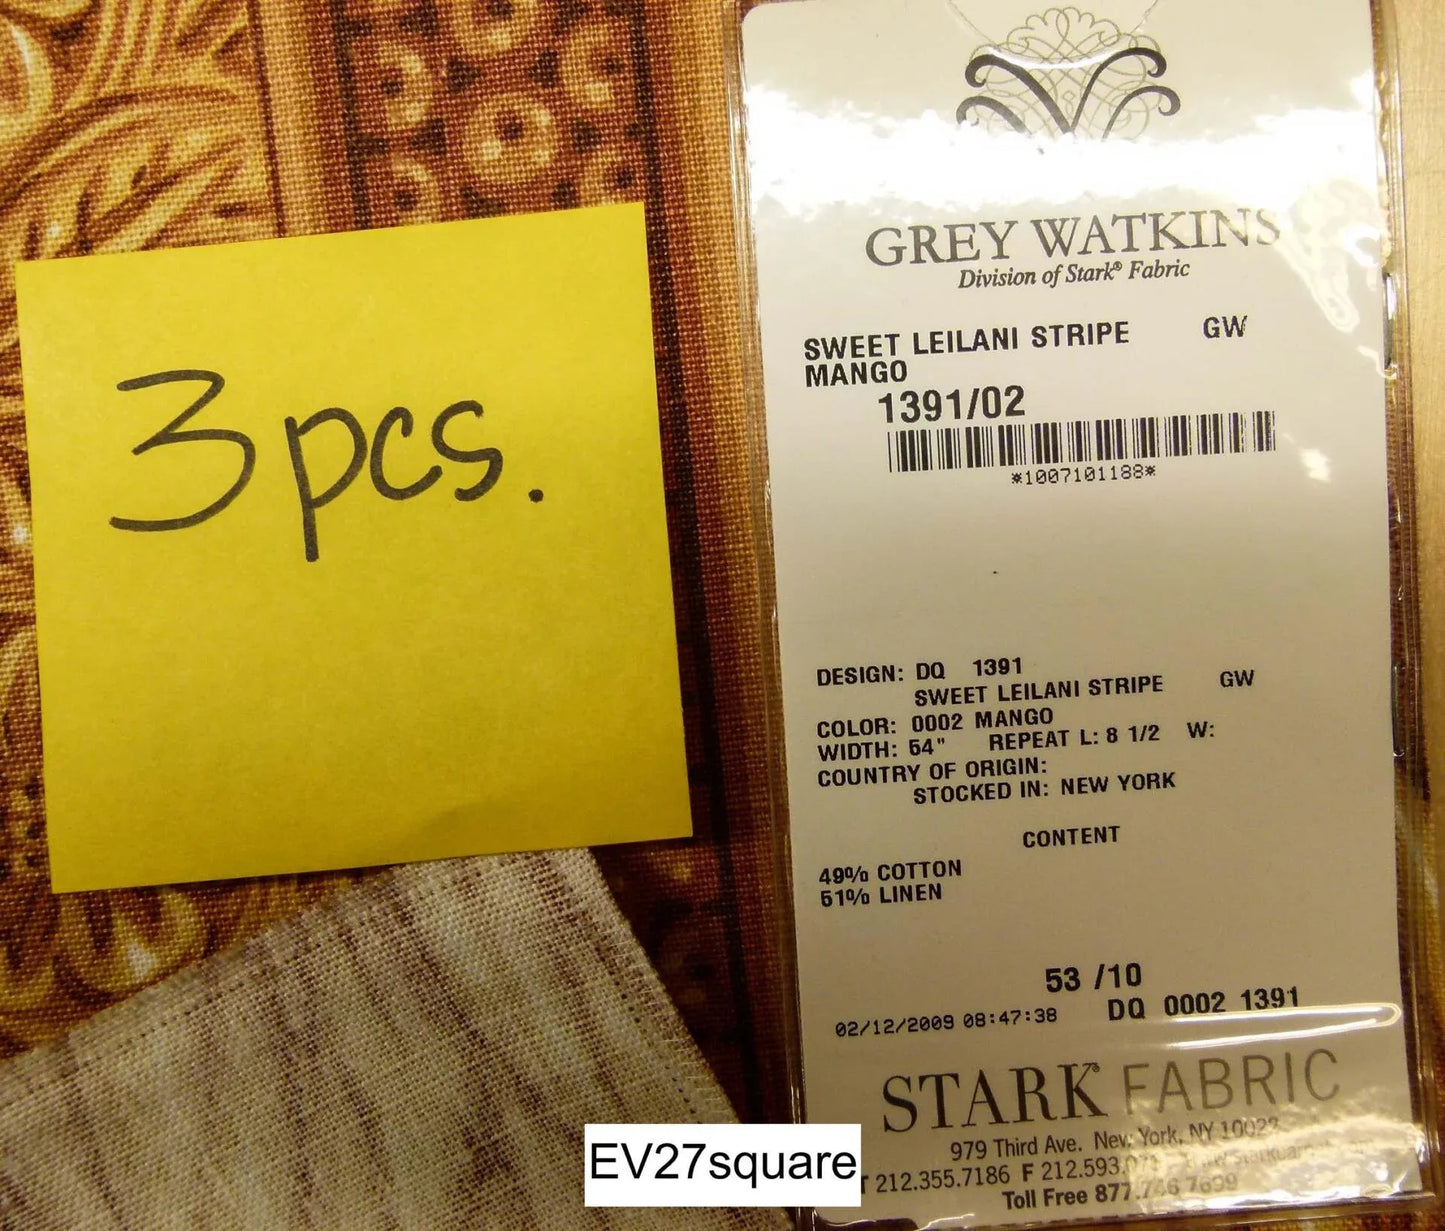 3 pcs.
GREY WATKINS
Division of Stark® Fabric
SWEET LEILANI STRIPE GW
MANGO
1391/02
*1007101188*
DESIGN: DQ 1391
SWEET LEILANI STRIPE GW
COLOR: 0002 MANGO
WIDTH: 54" REPEAT L: 8 1/2 W:
COUNTRY OF ORIGIN:
STOCKED IN: NEW YORK
CONTENT
49% COTTON
51% LINEN
53 /10
02/12/2009 08:47:38 DQ 0002 1391
STARK® FABRIC
979 Third Ave. New York, NY 10022
T 212.355.7186 F
Toll Free
EV27square